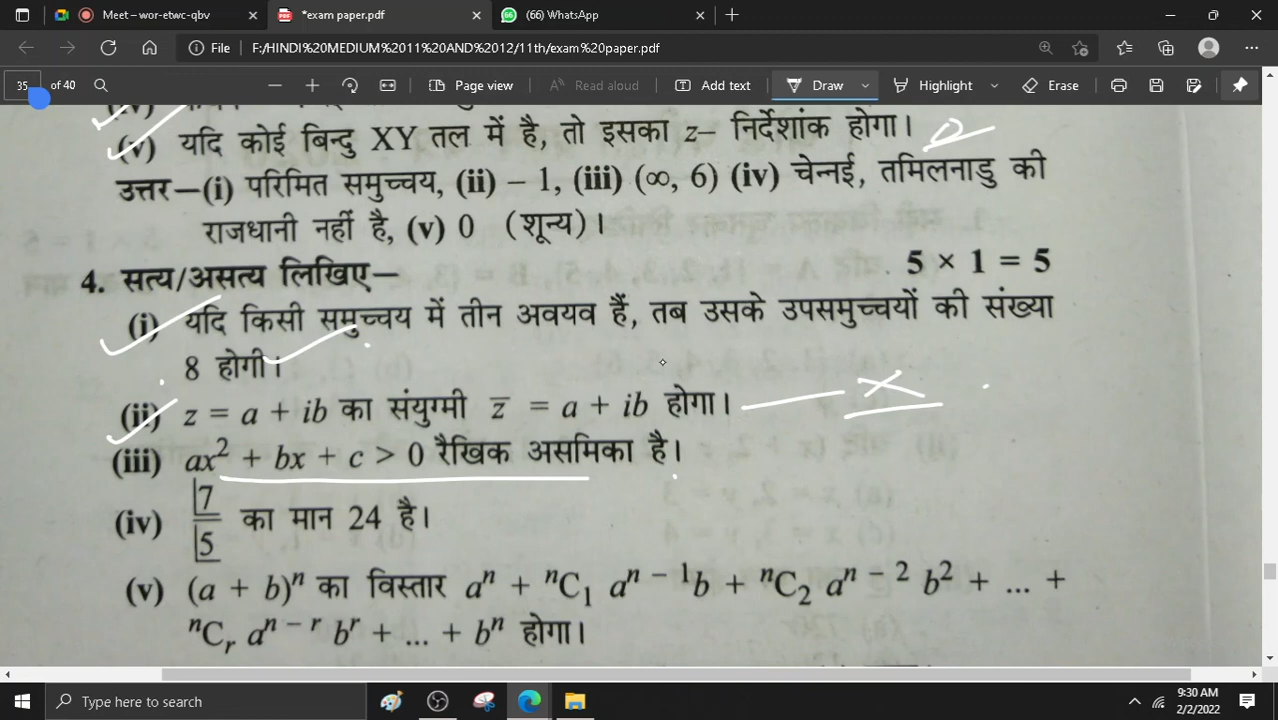 Meet – wor-etwc-qbv
*exam paper.pdf
(66) WhatsApp
File F:/HINDI%20MEDIUM%2011%20AND%2012/11th/exam%20paper.pdf
35 of 40 Page view Read aloud Add text Draw Highlight Erase
(v) यदि कोई बिन्दु XY तल में है, तो इसका z– निर्देशांक होगा।
उत्तर—(i) परिमित समुच्चय, (ii) – 1, (iii) (∞, 6) (iv) चेन्नई, तमिलनाडु की
राजधानी नहीं है, (v) 0 (शून्य)।
4. सत्य/असत्य लिखिए— 5 × 1 = 5
(i) यदि किसी समुच्चय में तीन अवयव हैं, तब उसके उपसमुच्चयों की संख्या
8 होगी।
(ii) z = a + ib का संयुग्मी z̅ = a + ib होगा।
(iii) ax² + bx + c > 0 रैखिक असमिका है।
(iv) |7/|5 का मान 24 है।
(v) (a + b)ⁿ का विस्तार aⁿ + ⁿC₁ aⁿ⁻¹b + ⁿC₂ aⁿ⁻² b² + ... +
ⁿCᵣ aⁿ⁻ʳ bʳ + ... + bⁿ होगा।
Type here to search
9:30 AM
2/2/2022